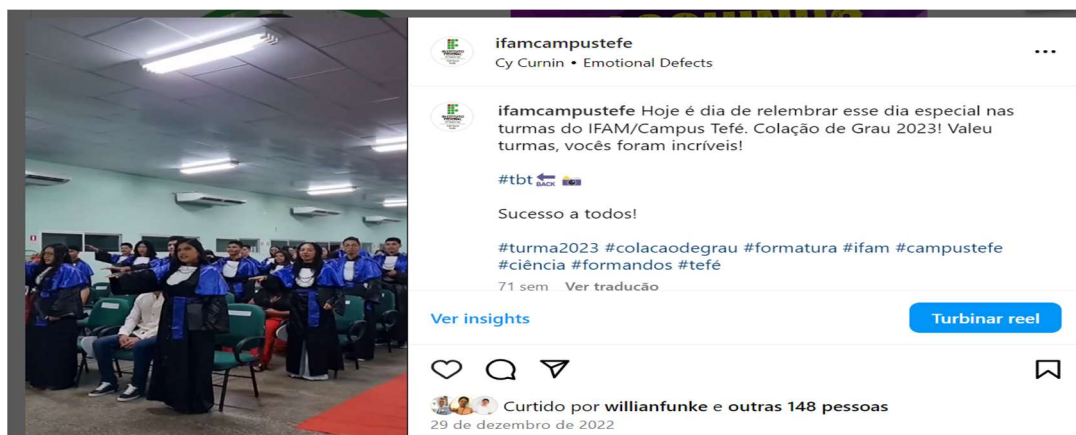 ifamcampustefe
Cy Curnin • Emotional Defects
ifamcampustefe Hoje é dia de relembrar esse dia especial nas
turmas do IFAM/Campus Tefé. Colação de Grau 2023! Valeu
turmas, vocês foram incríveis!
#tbt 🔙 📸
Sucesso a todos!
#turma2023 #colacaodegrau #formatura #ifam #campustefe
#ciência #formandos #tefé
71 sem Ver tradução
Ver insights
Turbinar reel
Curtido por willianfunke e outras 148 pessoas
29 de dezembro de 2022